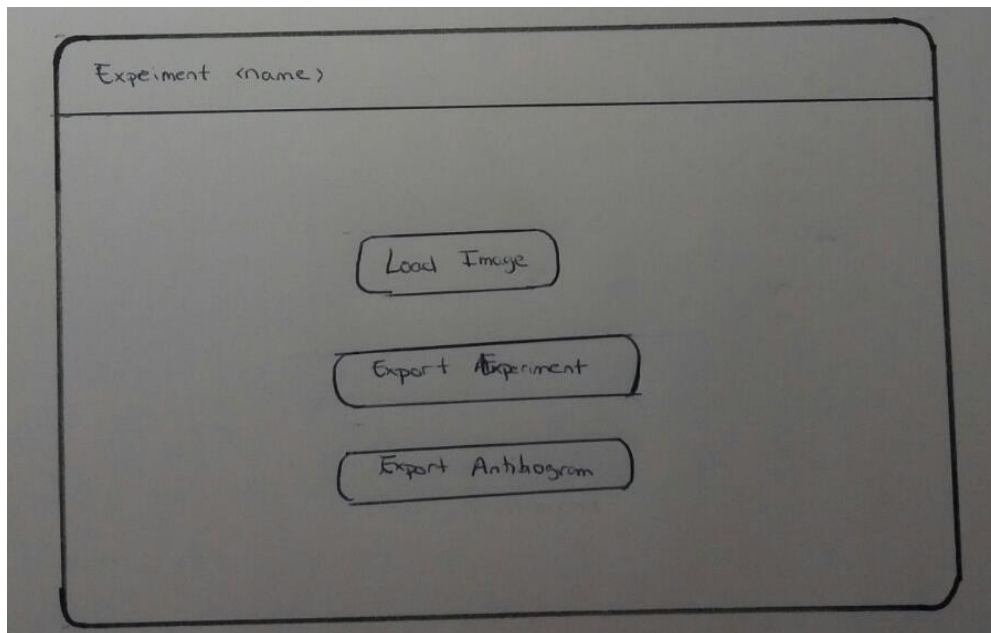 Expeiment <name>
Load Image
Export Experiment
Export Antibiogram